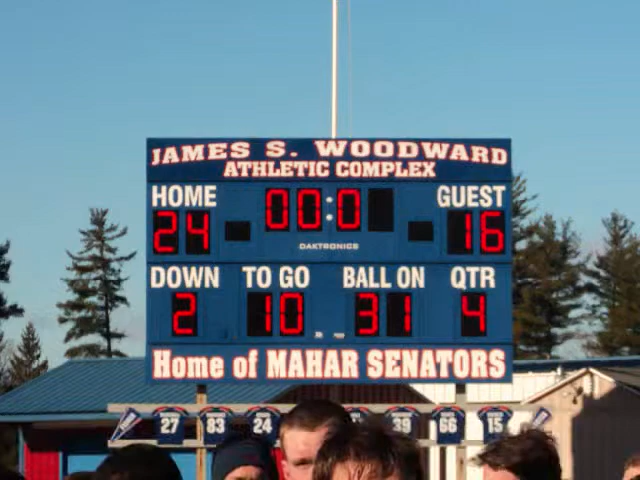 JAMES S. WOODWARD
ATHLETIC COMPLEX
HOME GUEST
24 00:0 16
DAKTRONICS
DOWN TO GO BALL ON QTR
2 10 31 4
Home of MAHAR SENATORS
27 83 24 39 66 15